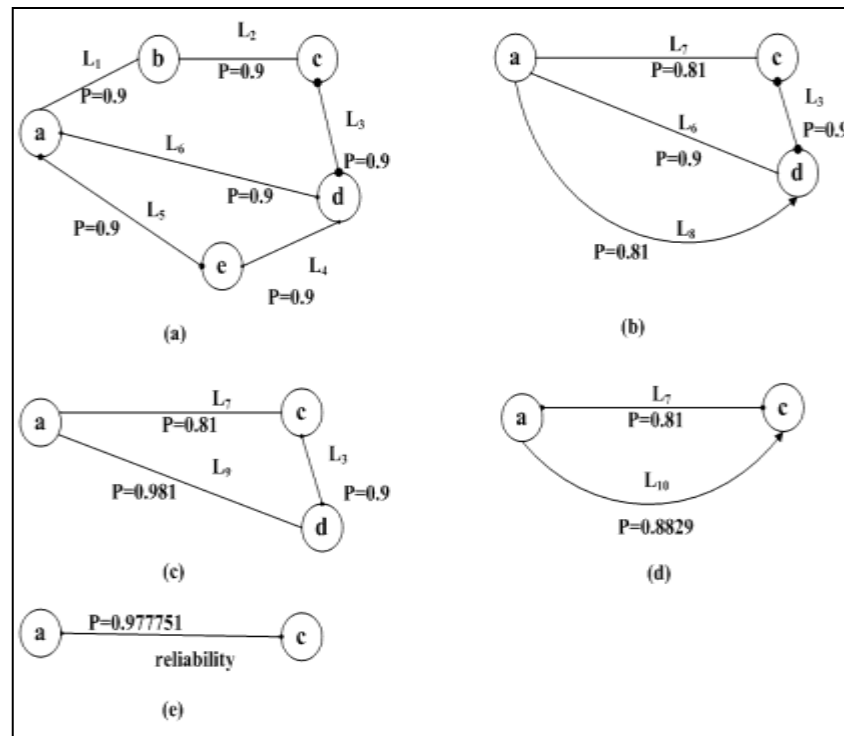 L₁
b
L₂
c
P=0.9
P=0.9
a
L₆
L₃
P=0.9
P=0.9
d
L₅
P=0.9
e
L₄
P=0.9
(a)
a
L₇
c
P=0.81
L₃
L₆
P=0.9
P=0.9
d
L₈
P=0.81
(b)
a
L₇
c
P=0.81
L₃
L₉
P=0.981
P=0.9
d
(c)
a
L₇
c
P=0.81
L₁₀
P=0.8829
(d)
a
P=0.977751
c
reliability
(e)